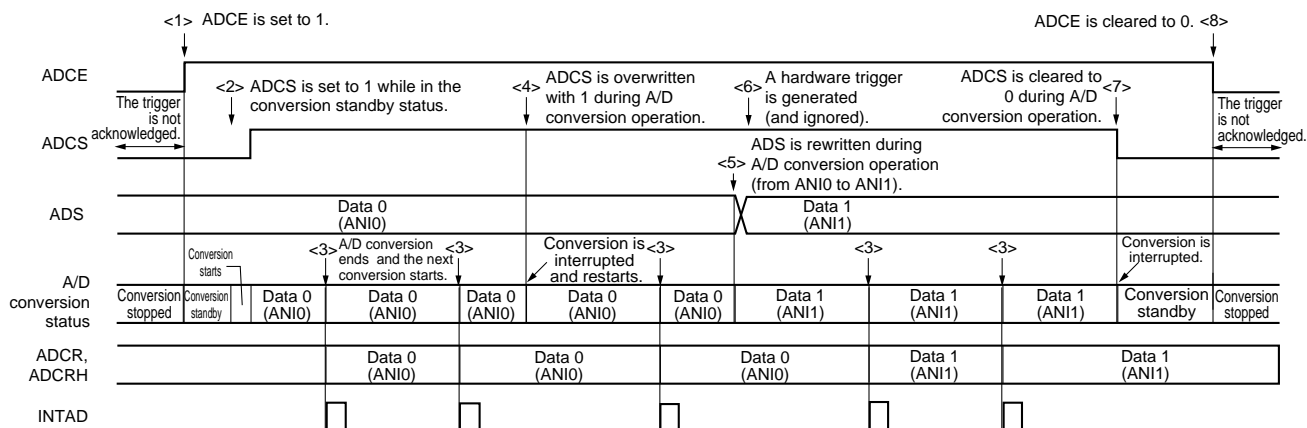 <1> ADCE is set to 1.
ADCE is cleared to 0. <8>
ADCE
The trigger
is not
acknowledged.
<2> ADCS is set to 1 while in the
conversion standby status.
<4> ADCS is overwritten
with 1 during A/D
conversion operation.
<6> A hardware trigger
is generated
(and ignored).
ADCS is cleared to
0 during A/D
conversion operation.
<7>
The trigger
is not
acknowledged.
ADCS
<5>
ADS is rewritten during
A/D conversion operation
(from ANI0 to ANI1).
ADS
Data 0
(ANI0)
Data 1
(ANI1)
Conversion
starts
<3> A/D conversion
ends and the next
conversion starts.
<3>
Conversion is
interrupted
and restarts.
<3>
<3>
<3>
Conversion is
interrupted.
A/D
conversion
status
Conversion
stopped
Conversion
standby
Data 0
(ANI0)
Data 0
(ANI0)
Data 0
(ANI0)
Data 0
(ANI0)
Data 0
(ANI0)
Data 1
(ANI1)
Data 1
(ANI1)
Data 1
(ANI1)
Conversion
standby
Conversion
stopped
ADCR,
ADCRH
Data 0
(ANI0)
Data 0
(ANI0)
Data 0
(ANI0)
Data 1
(ANI1)
Data 1
(ANI1)
INTAD